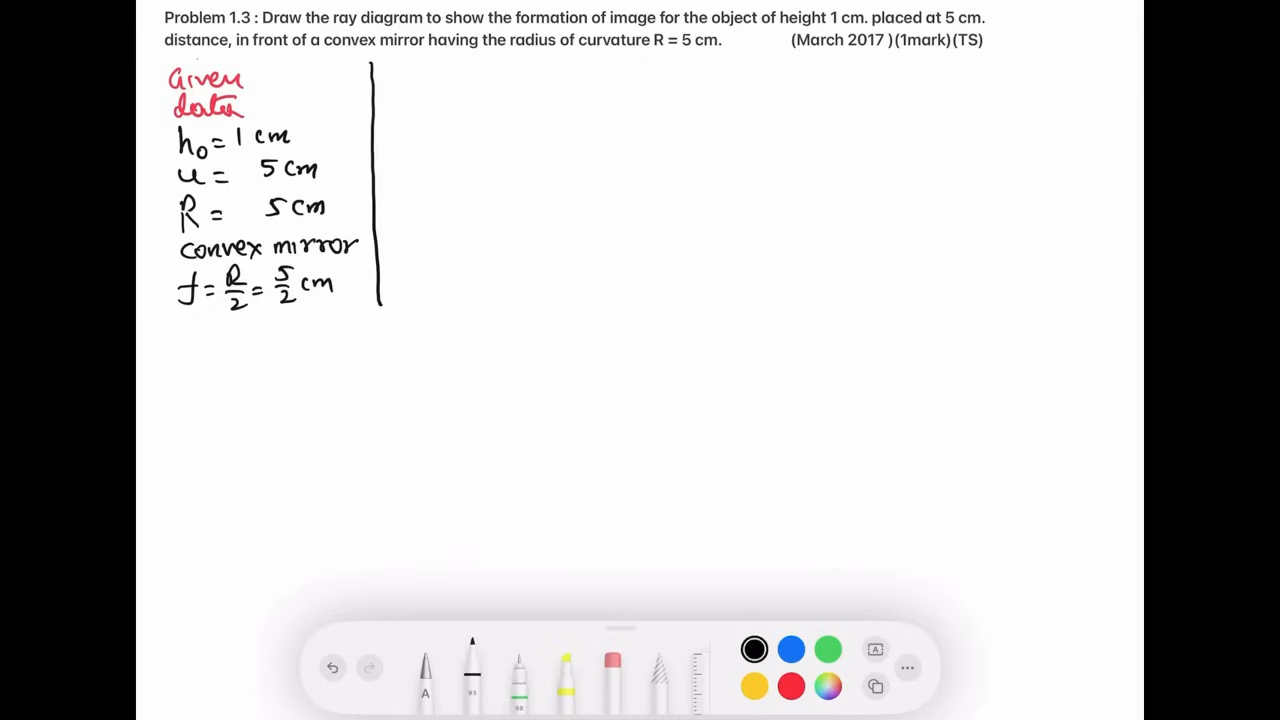 Problem 1.3 : Draw the ray diagram to show the formation of image for the object of height 1 cm. placed at 5 cm.
distance, in front of a convex mirror having the radius of curvature R = 5 cm. (March 2017 )(1mark)(TS)
Given
data
h₀ = 1 cm
u = 5 cm
R = 5 cm
convex mirror
f = R/2 = 5/2 cm
A
93
98
A